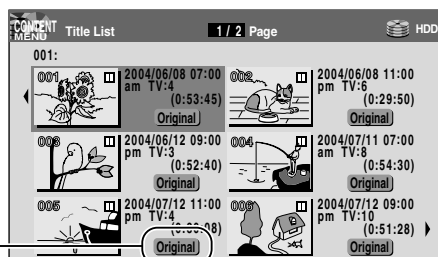 CONTENT MENU Title List 1 / 2 Page HDD
001:
001 2004/06/08 07:00 am TV:4 (0:53:45) Original
002 2004/06/08 11:00 pm TV:6 (0:29:50) Original
003 2004/06/12 09:00 pm TV:3 (0:52:40) Original
004 2004/07/11 07:00 am TV:8 (0:54:30) Original
005 2004/07/12 11:00 pm TV:4 Original
006 2004/07/12 09:00 pm TV:10 (0:51:28) Original